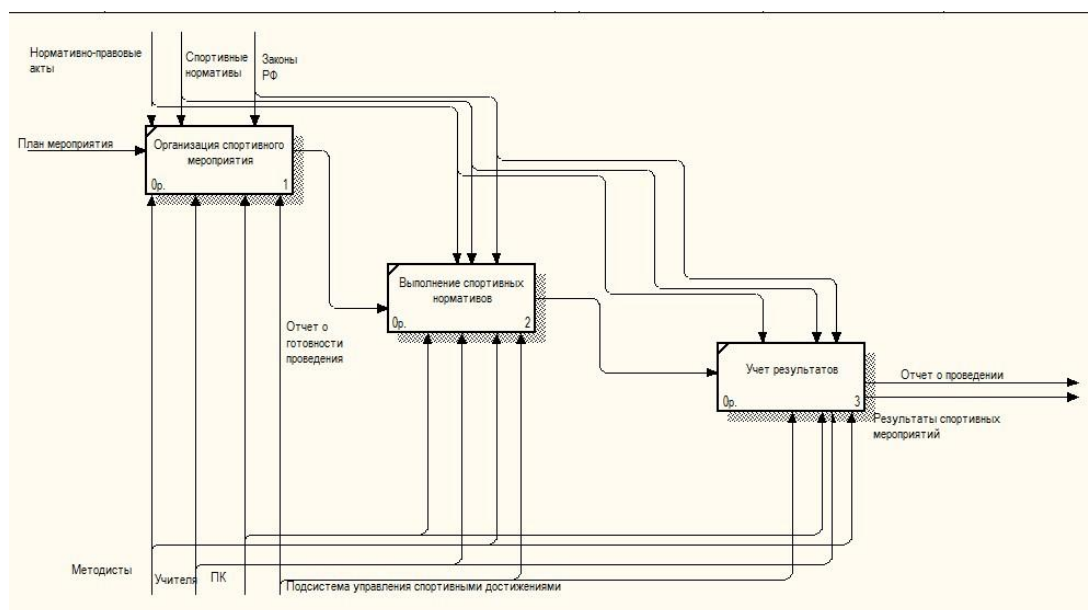 Нормативно-правовые
акты
Спортивные
нормативы
Законы
РФ
План мероприятия
Организация спортивного
мероприятия
0р.
1
Выполнение спортивных
нормативов
0р.
2
Отчет о
готовности
проведения
Учет результатов
0р.
3
Отчет о проведении
Результаты спортивных
мероприятий
Методисты
Учителя
ПК
Подсистема управления спортивными достижениями